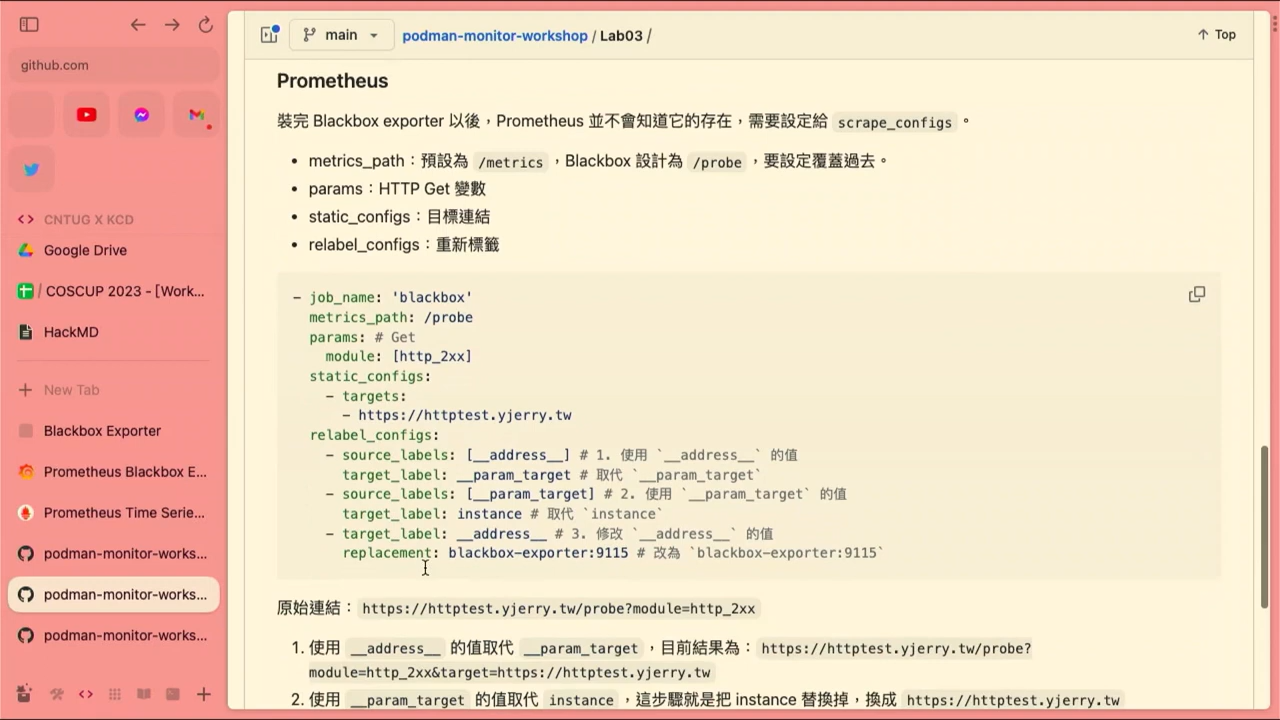 github.com
CNTUG X KCD
Google Drive
/ COSCUP 2023 - [Work...
HackMD
New Tab
Blackbox Exporter
Prometheus Blackbox E...
Prometheus Time Serie...
podman-monitor-works...
podman-monitor-works...
podman-monitor-works...
main
podman-monitor-workshop / Lab03 /
Top
Prometheus
裝完 Blackbox exporter 以後，Prometheus 並不會知道它的存在，需要設定給 scrape_configs 。
• metrics_path：預設為 /metrics ，Blackbox 設計為 /probe ，要設定覆蓋過去。
• params：HTTP Get 變數
• static_configs：目標連結
• relabel_configs：重新標籤
- job_name: 'blackbox'
metrics_path: /probe
params: # Get
module: [http_2xx]
static_configs:
- targets:
- https://httptest.yjerry.tw
relabel_configs:
- source_labels: [__address__] # 1. 使用 `__address__` 的值
target_label: __param_target # 取代 `__param_target`
- source_labels: [__param_target] # 2. 使用 `__param_target` 的值
target_label: instance # 取代 `instance`
- target_label: __address__ # 3. 修改 `__address__` 的值
replacement: blackbox-exporter:9115 # 改為 `blackbox-exporter:9115`
原始連結： https://httptest.yjerry.tw/probe?module=http_2xx
1. 使用 __address__ 的值取代 __param_target ，目前結果為： https://httptest.yjerry.tw/probe?
module=http_2xx&target=https://httptest.yjerry.tw
2. 使用 __param_target 的值取代 instance ，這步驟就是把 instance 替換掉，換成 https://httptest.yjerry.tw